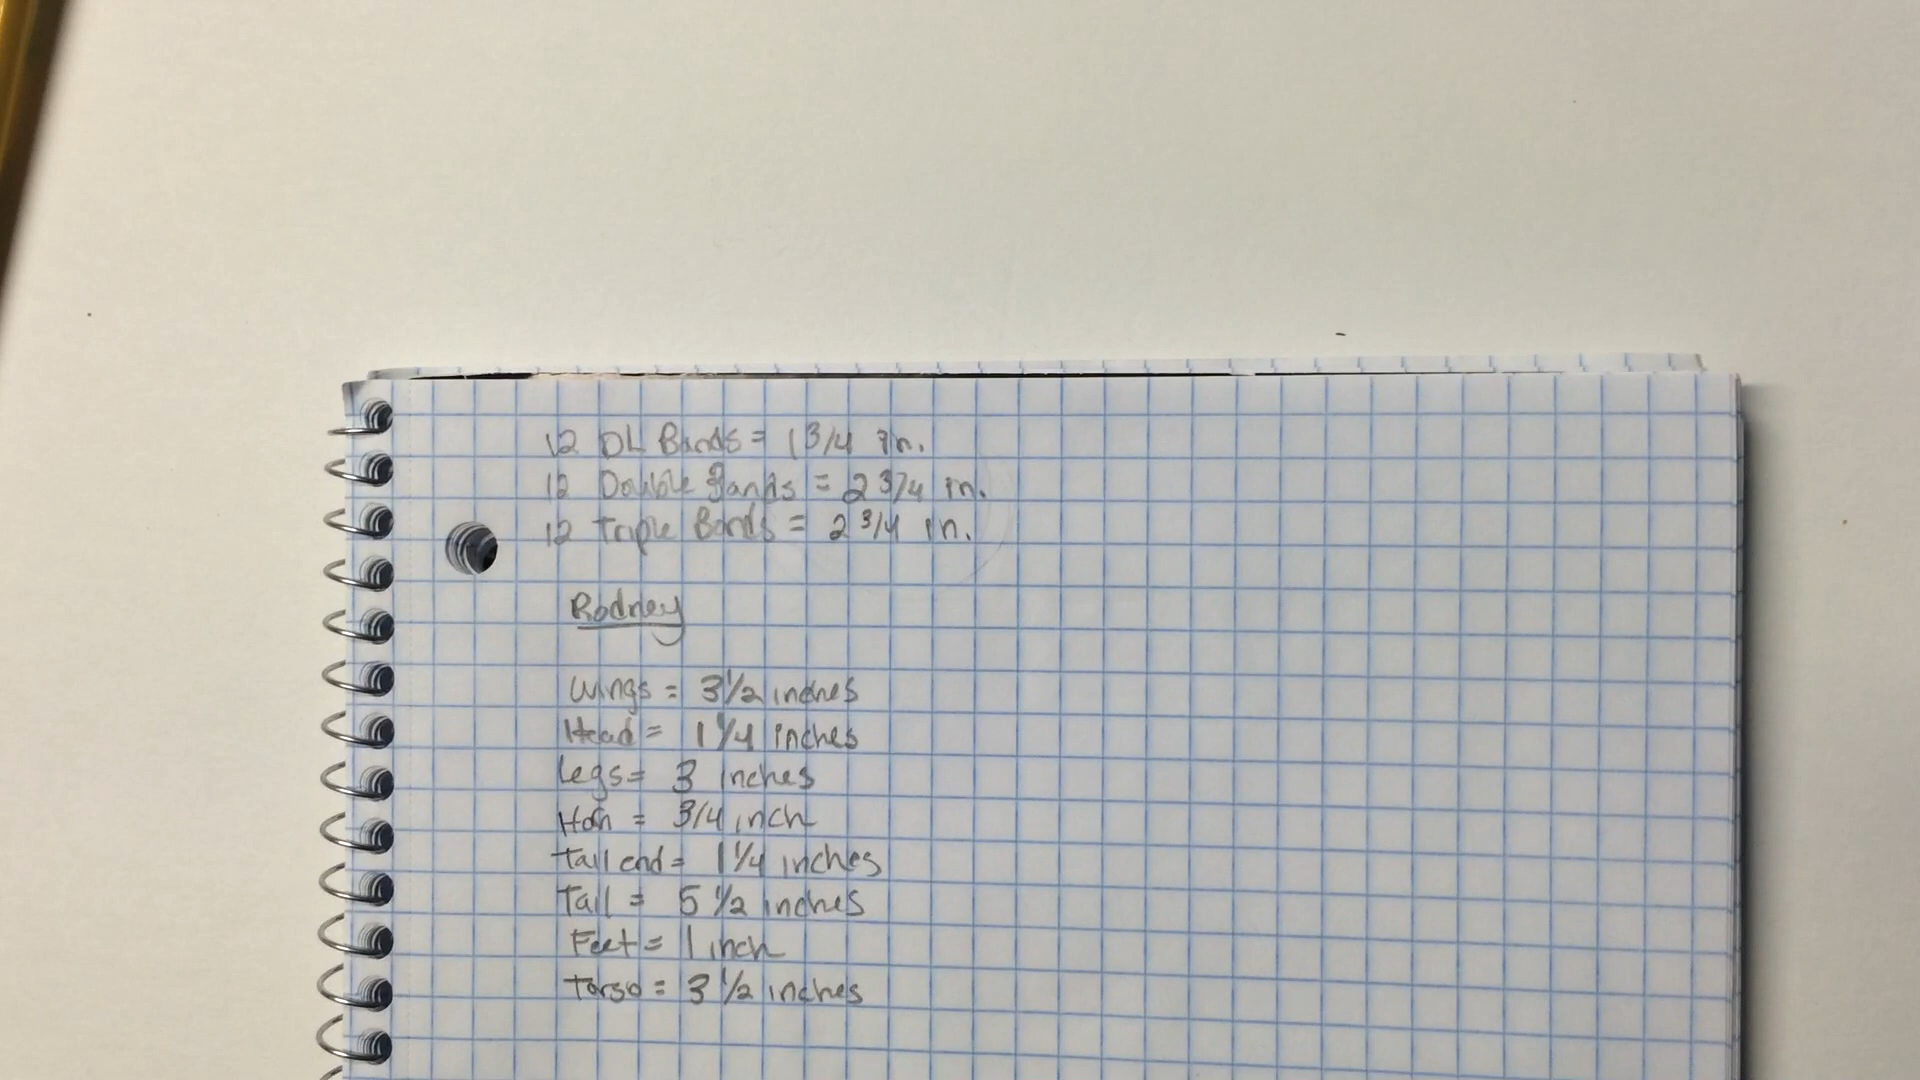 12 DL Bands = 1 3/4 in.
12 Double Bands = 2 3/4 in.
12 Triple Bands = 2 3/4 in.
Rodney
Wings = 3 1/2 inches
Head = 1 1/4 inches
Legs = 3 inches
Horn = 3/4 inch
Tail end = 1 1/4 inches
Tail = 5 1/2 inches
Feet = 1 inch
Torso = 3 1/2 inches